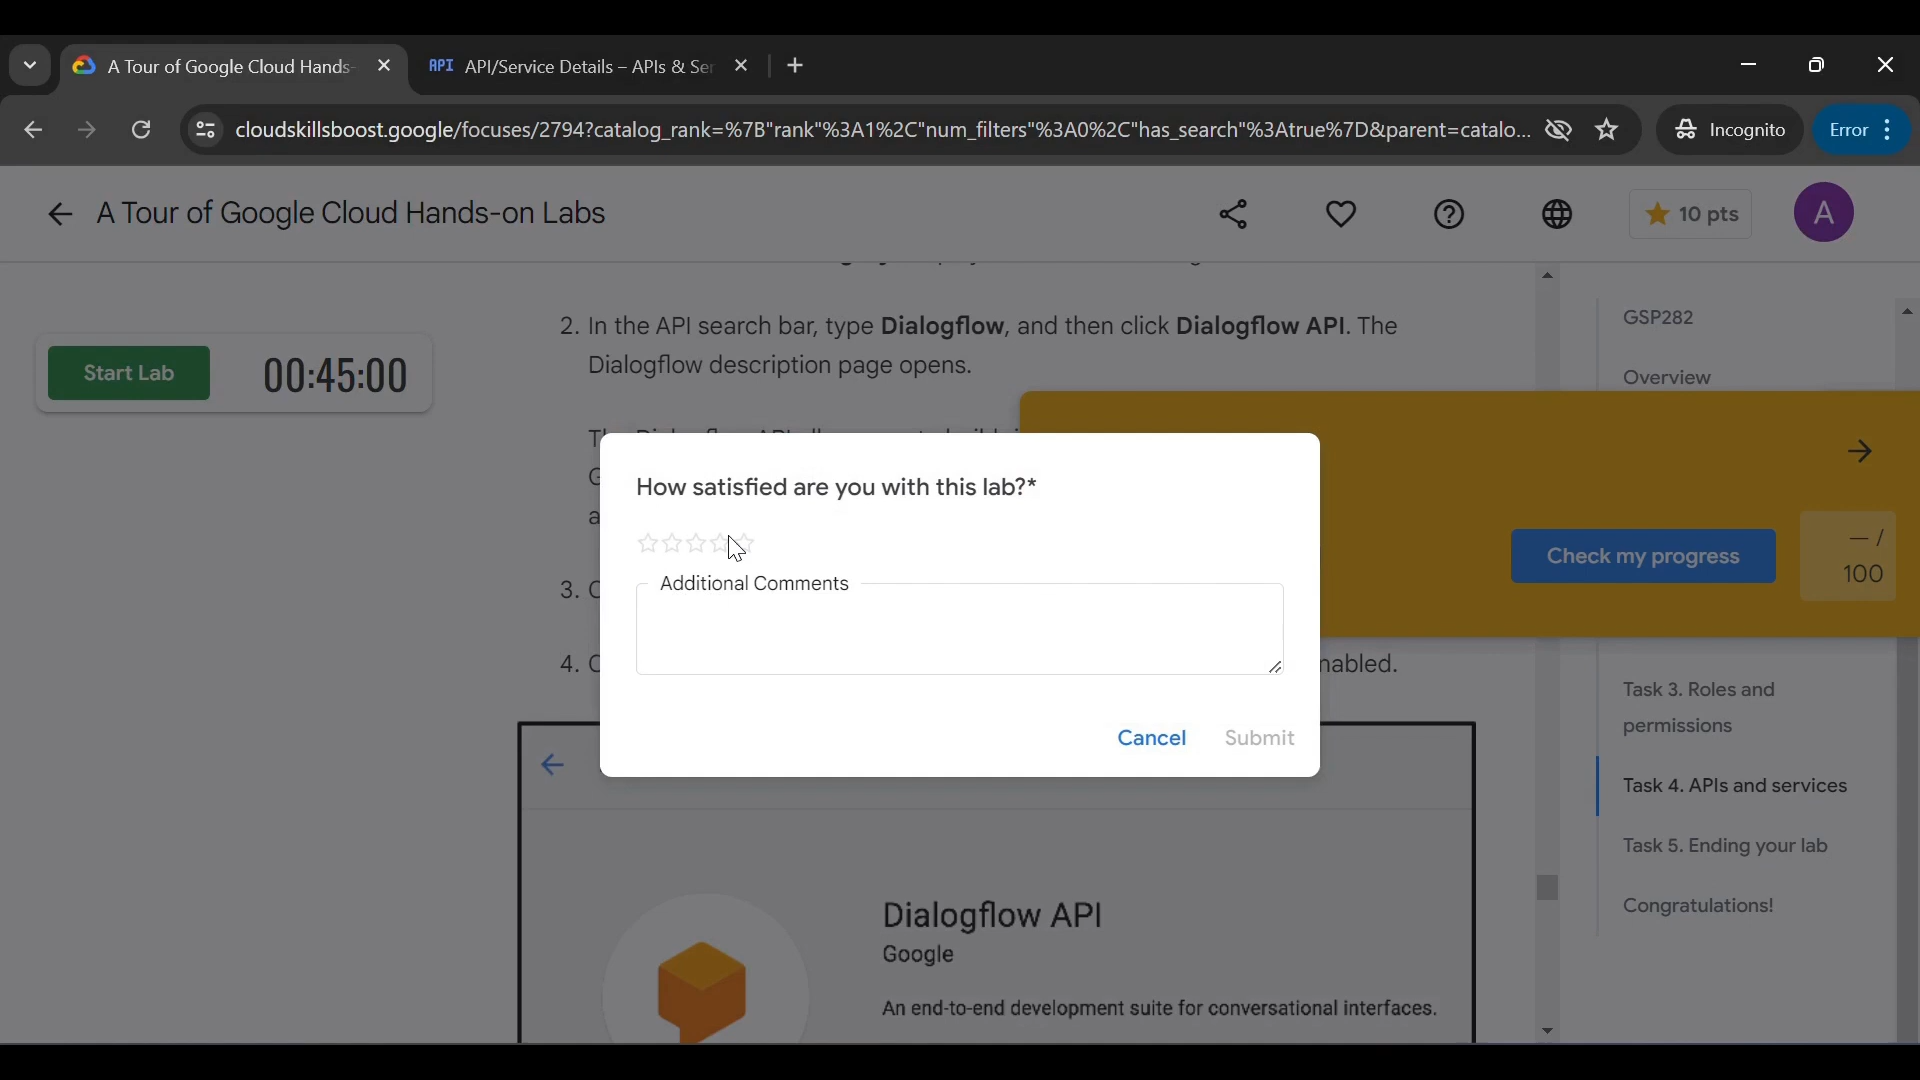 A Tour of Google Cloud Hands-
API API/Service Details – APIs & Ser
cloudskillsboost.google/focuses/2794?catalog_rank=%7B"rank"%3A1%2C"num_filters"%3A0%2C"has_search"%3Atrue%7D&parent=catalo...
Incognito
Error
A Tour of Google Cloud Hands-on Labs
10 pts
A
Start Lab
00:45:00
2. In the API search bar, type Dialogflow, and then click Dialogflow API. The
Dialogflow description page opens.
GSP282
Overview
How satisfied are you with this lab?*
Additional Comments
Cancel
Submit
Check my progress
— /
100
3.
4.
nabled.
Task 3. Roles and
permissions
Task 4. APIs and services
Task 5. Ending your lab
Congratulations!
Dialogflow API
Google
An end-to-end development suite for conversational interfaces.